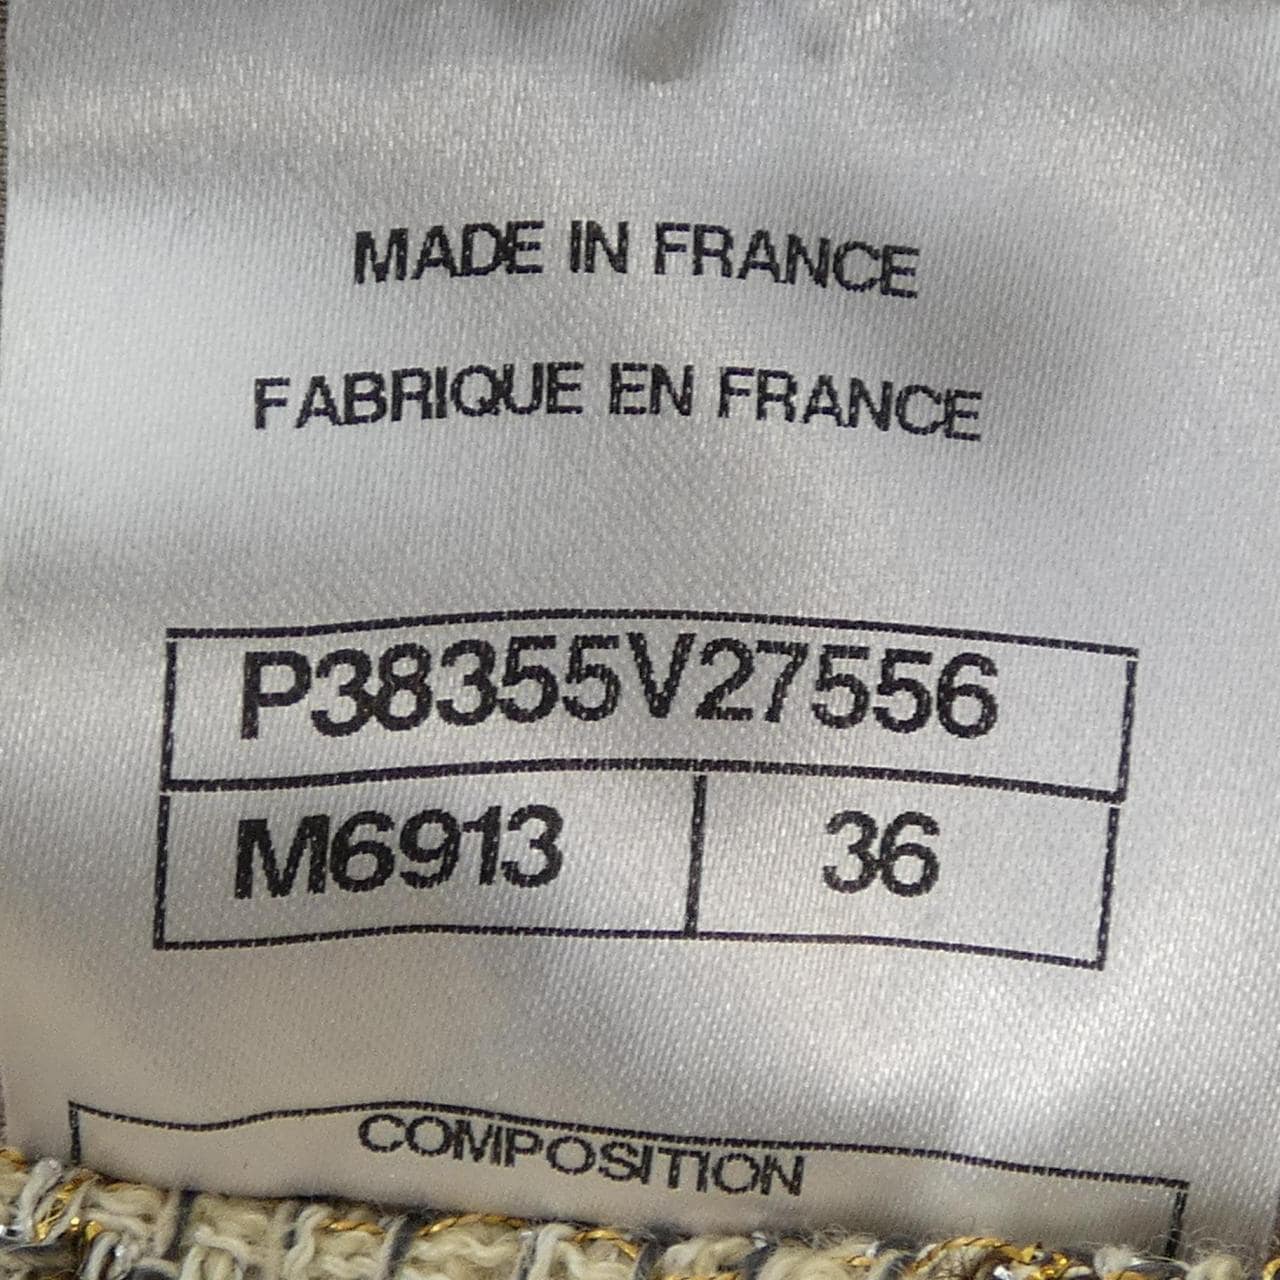 MADE IN FRANCE
FABRIQUE EN FRANCE
P38355V27556
M6913 36
COMPOSITION